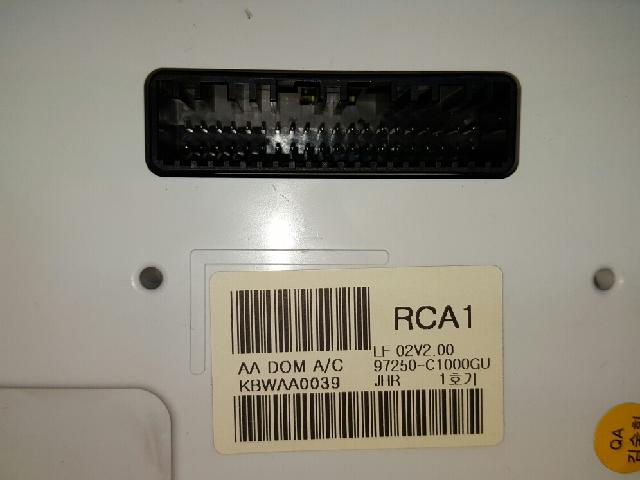 RCA1
AA DOM A/C
LF 02V2.00
KBWAA0039
97250-C1000GU
JHR 1호기
QA